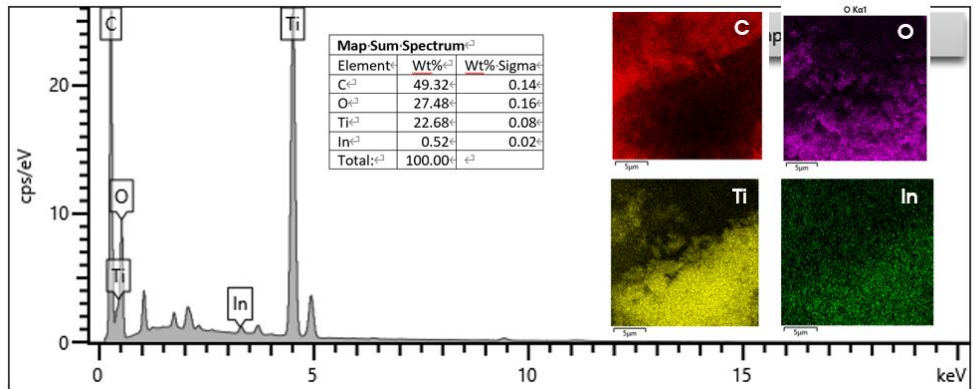 C
Ti
O
Ti
In
cps/eV
20
10
0
0
5
10
15
keV
Map·Sum·Spectrum↵
Element↵ Wt%↵ Wt%·Sigma
C↵ 49.32↵ 0.14↵
O↵ 27.48↵ 0.16↵
Ti↵ 22.68↵ 0.08↵
In↵ 0.52↵ 0.02↵
Total:↵ 100.00↵ ↵
C
5µm
O Kα1
O
5µm
Ti
5µm
In
5µm